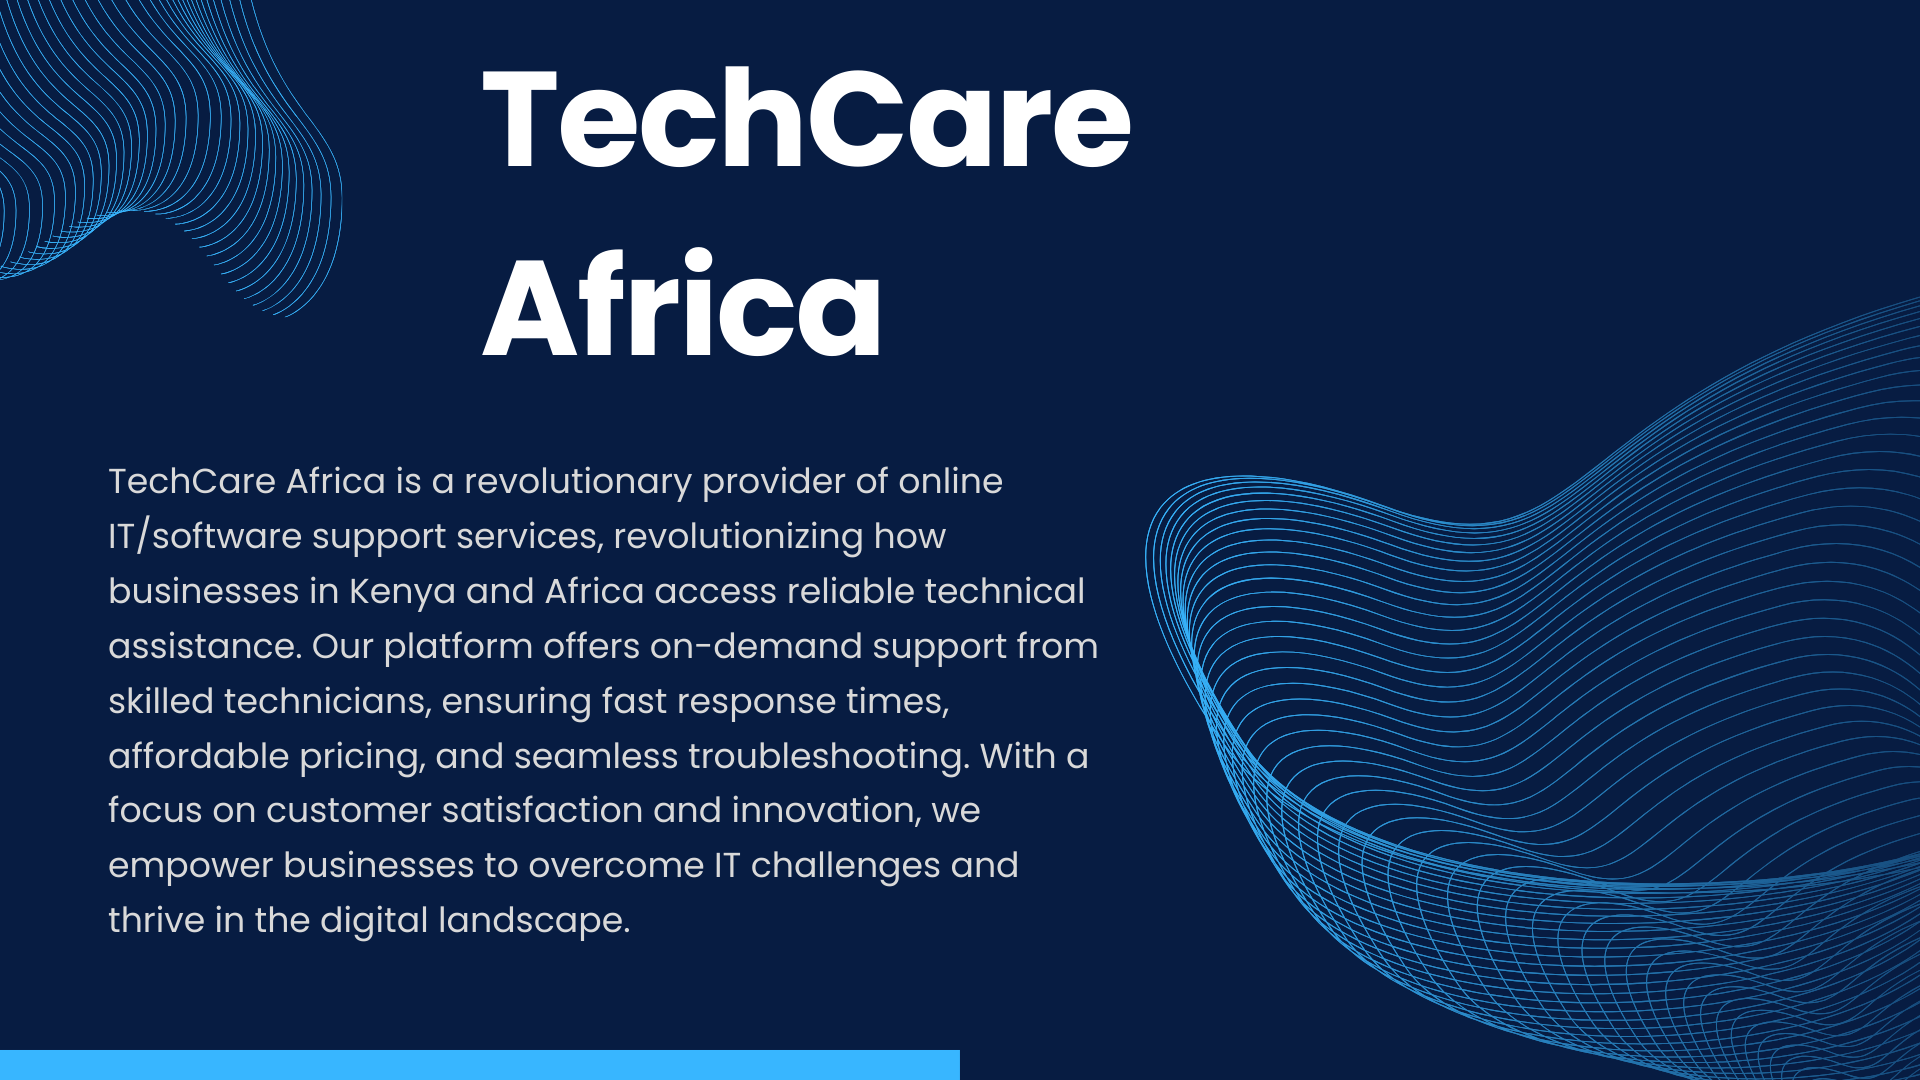 TechCare
Africa
TechCare Africa is a revolutionary provider of online
IT/software support services, revolutionizing how
businesses in Kenya and Africa access reliable technical
assistance. Our platform offers on-demand support from
skilled technicians, ensuring fast response times,
affordable pricing, and seamless troubleshooting. With a
focus on customer satisfaction and innovation, we
empower businesses to overcome IT challenges and
thrive in the digital landscape.